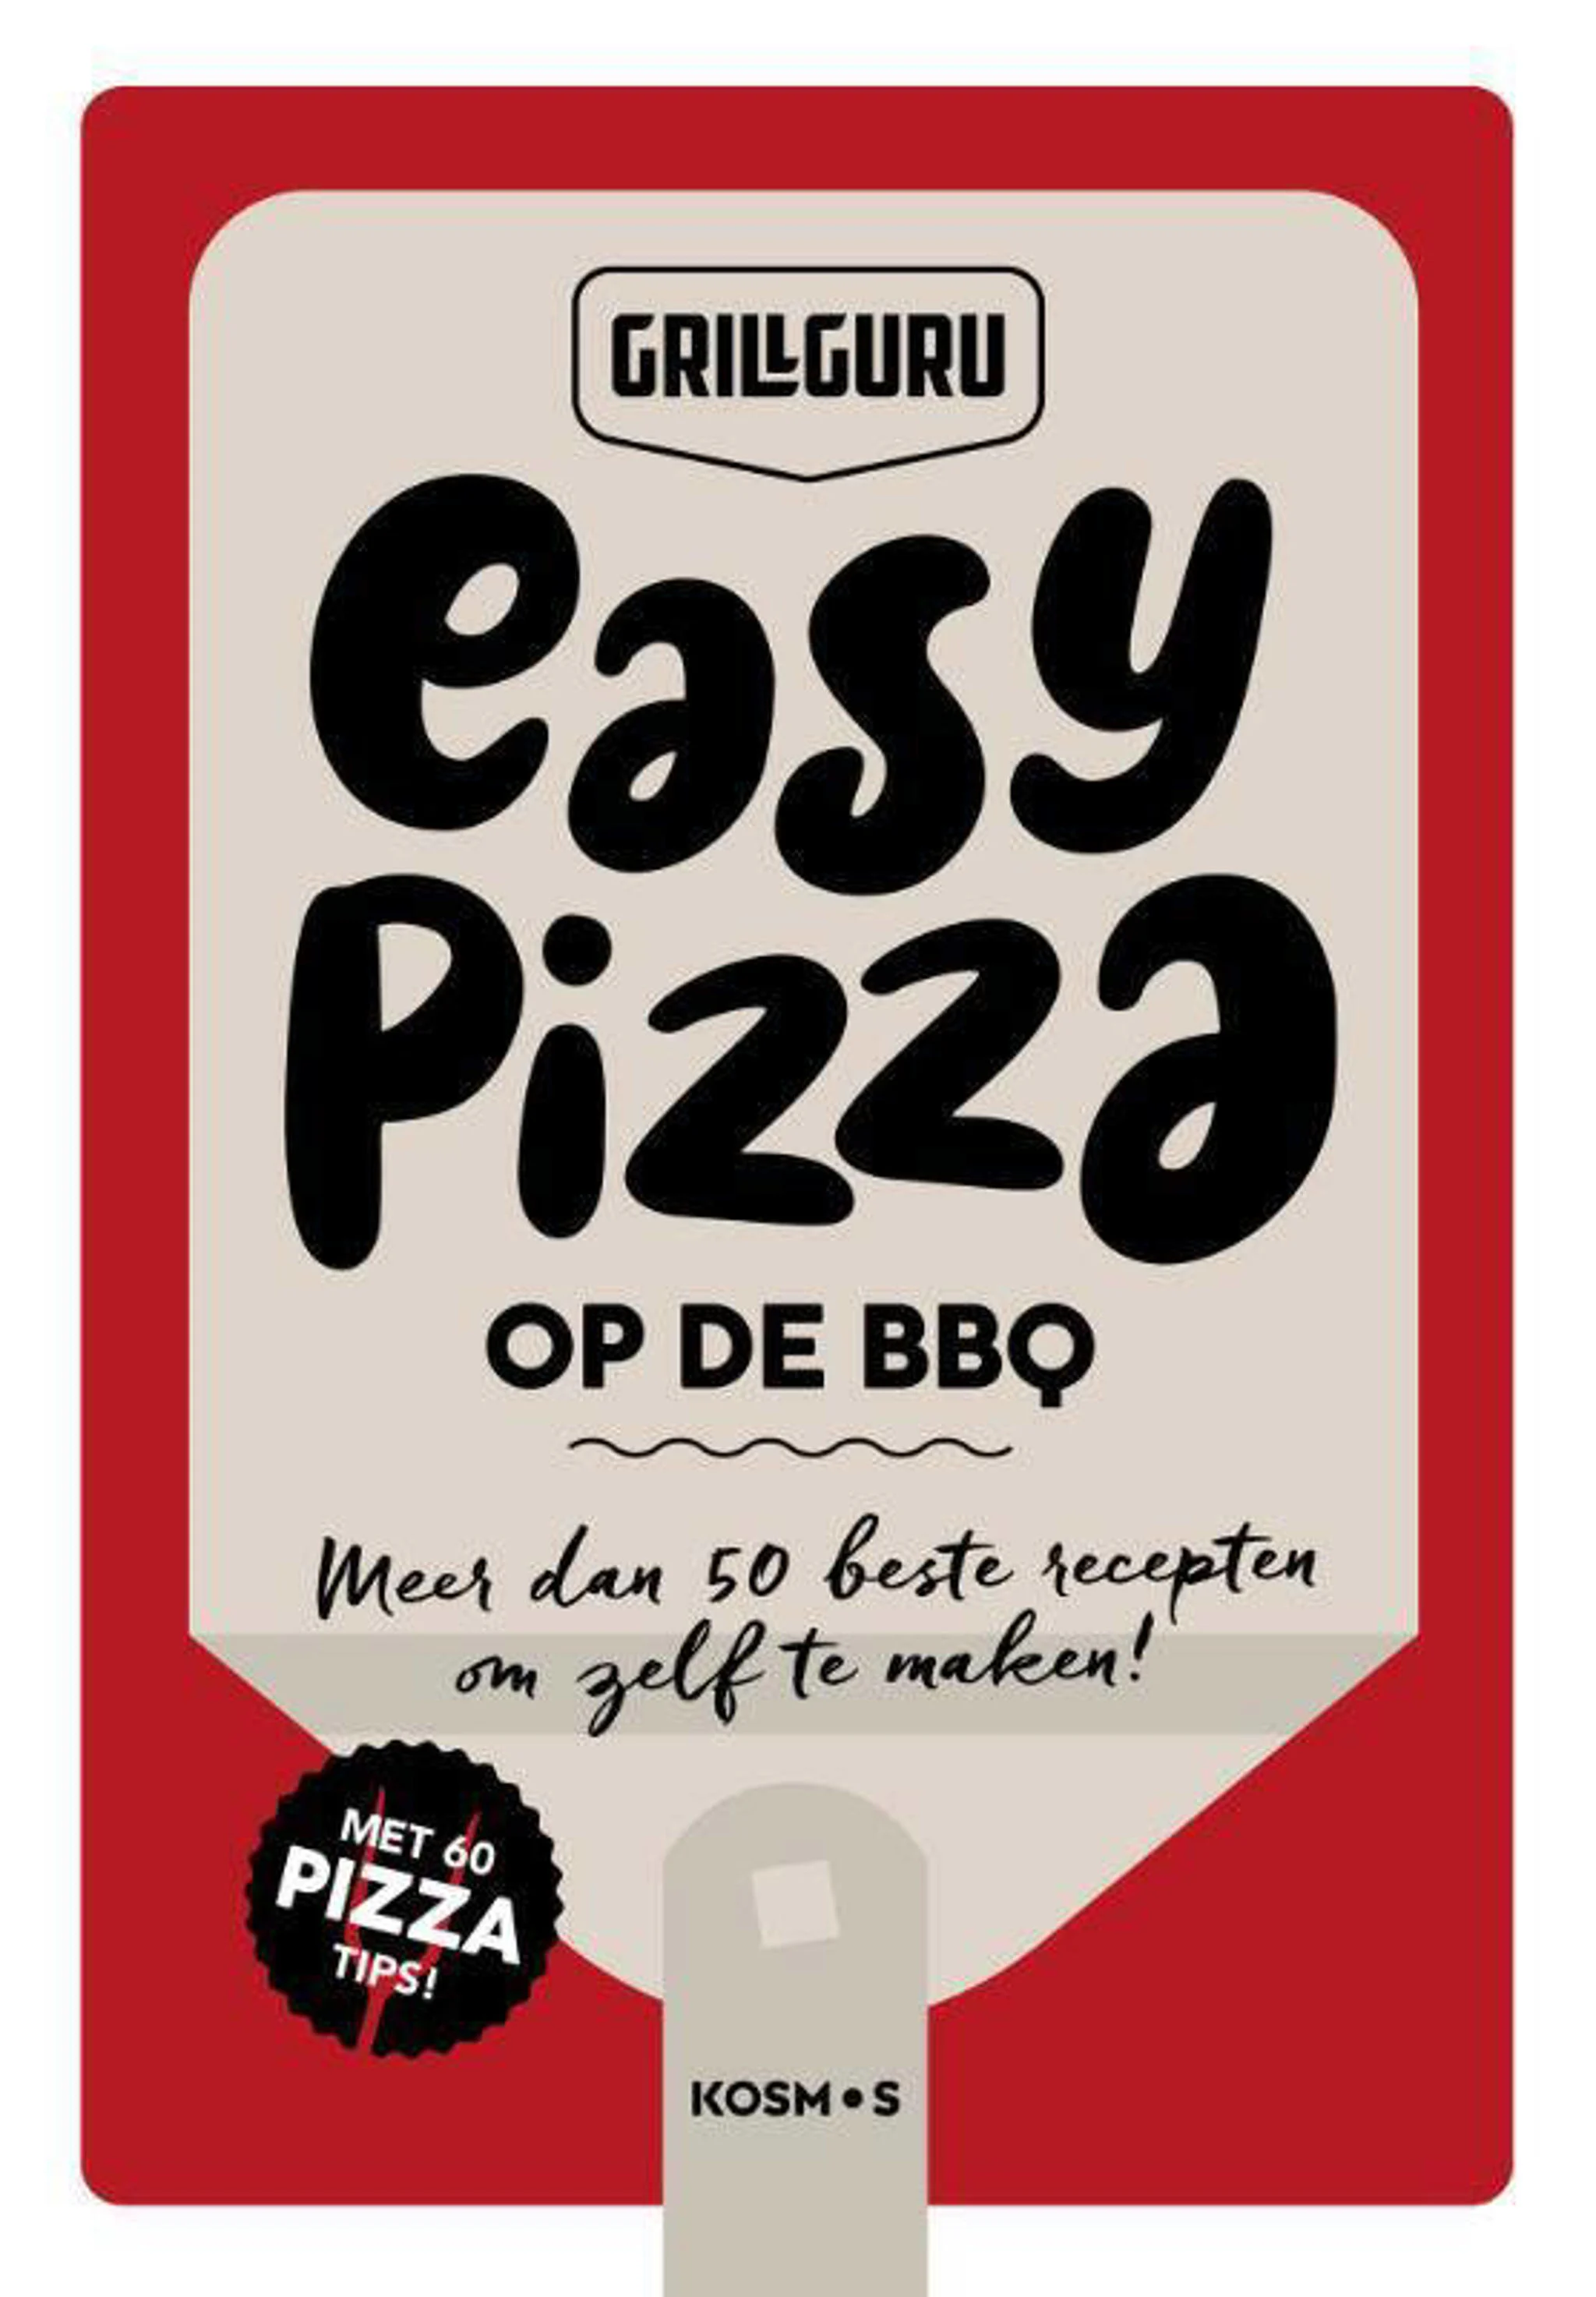 GRILLGURU
easy
Pizza
OP DE BBQ
Meer dan 50 beste recepten
om zelf te maken!
MET 60
PIZZA
TIPS!
KOSM•S